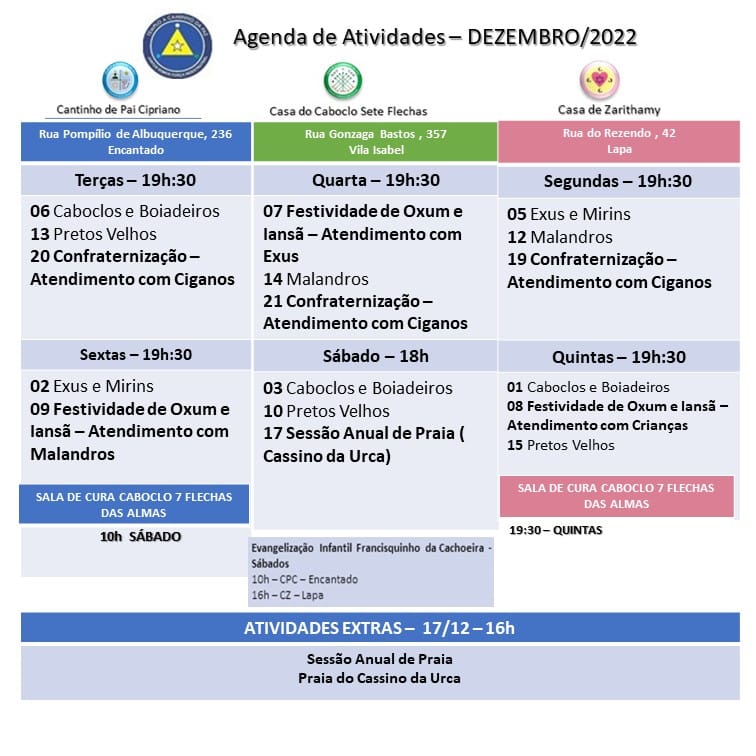 Agenda de Atividades – DEZEMBRO/2022
Cantinho de Pai Cipriano
Rua Pompílio de Albuquerque, 236
Encantado
Terças – 19h:30
06 Caboclos e Boiadeiros
13 Pretos Velhos
20 Confraternização –
Atendimento com Ciganos
Sextas – 19h:30
02 Exus e Mirins
09 Festividade de Oxum e
Iansã – Atendimento com
Malandros
SALA DE CURA CABOCLO 7 FLECHAS
DAS ALMAS
10h SÁBADO
Casa do Caboclo Sete Flechas
Rua Gonzaga Bastos , 357
Vila Isabel
Quarta – 19h:30
07 Festividade de Oxum e
Iansã – Atendimento com
Exus
14 Malandros
21 Confraternização –
Atendimento com Ciganos
Sábado – 18h
03 Caboclos e Boiadeiros
10 Pretos Velhos
17 Sessão Anual de Praia (
Cassino da Urca)
Evangelização Infantil Francisquinho da Cachoeira -
Sábados
10h – CPC – Encantado
16h – CZ – Lapa
Casa de Zarithamy
Rua do Rezendo , 42
Lapa
Segundas – 19h:30
05 Exus e Mirins
12 Malandros
19 Confraternização –
Atendimento com Ciganos
Quintas – 19h:30
01 Caboclos e Boiadeiros
08 Festividade de Oxum e Iansã –
Atendimento com Crianças
15 Pretos Velhos
SALA DE CURA CABOCLO 7 FLECHAS
DAS ALMAS
19:30 – QUINTAS
ATIVIDADES EXTRAS – 17/12 – 16h
Sessão Anual de Praia
Praia do Cassino da Urca